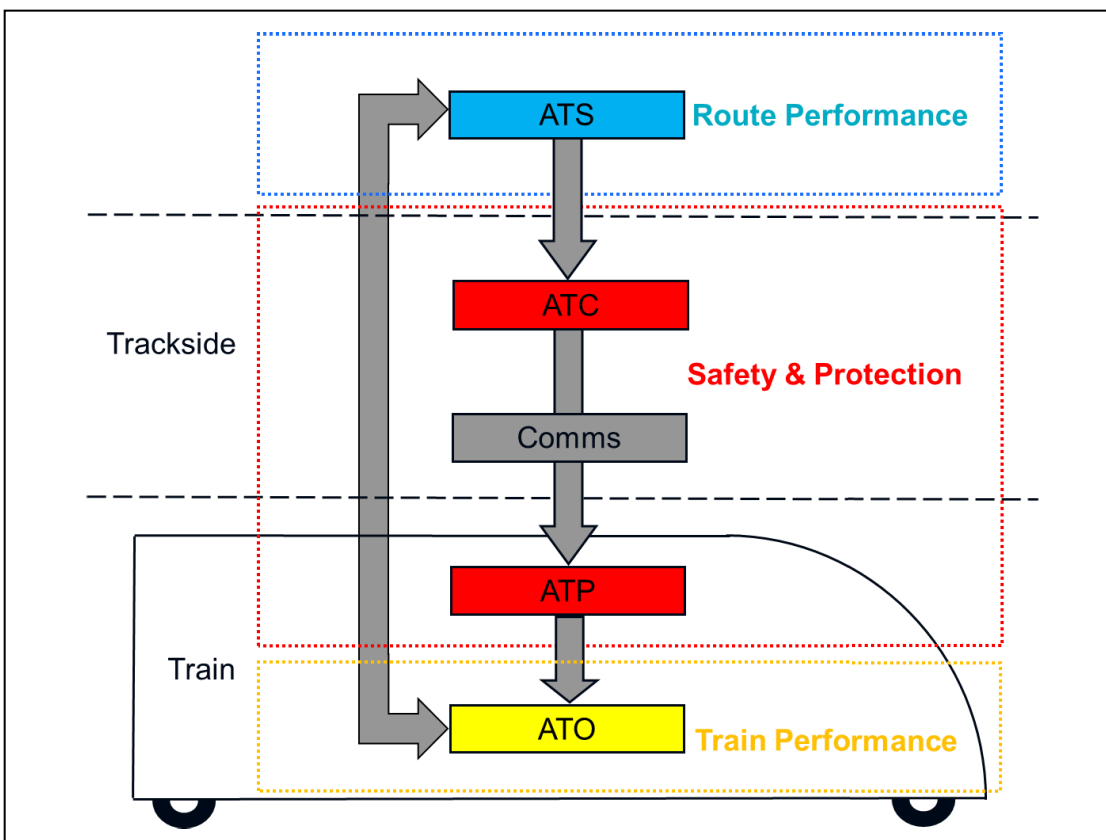 ATS
Route Performance
ATC
Trackside
Safety & Protection
Comms
ATP
Train
ATO
Train Performance